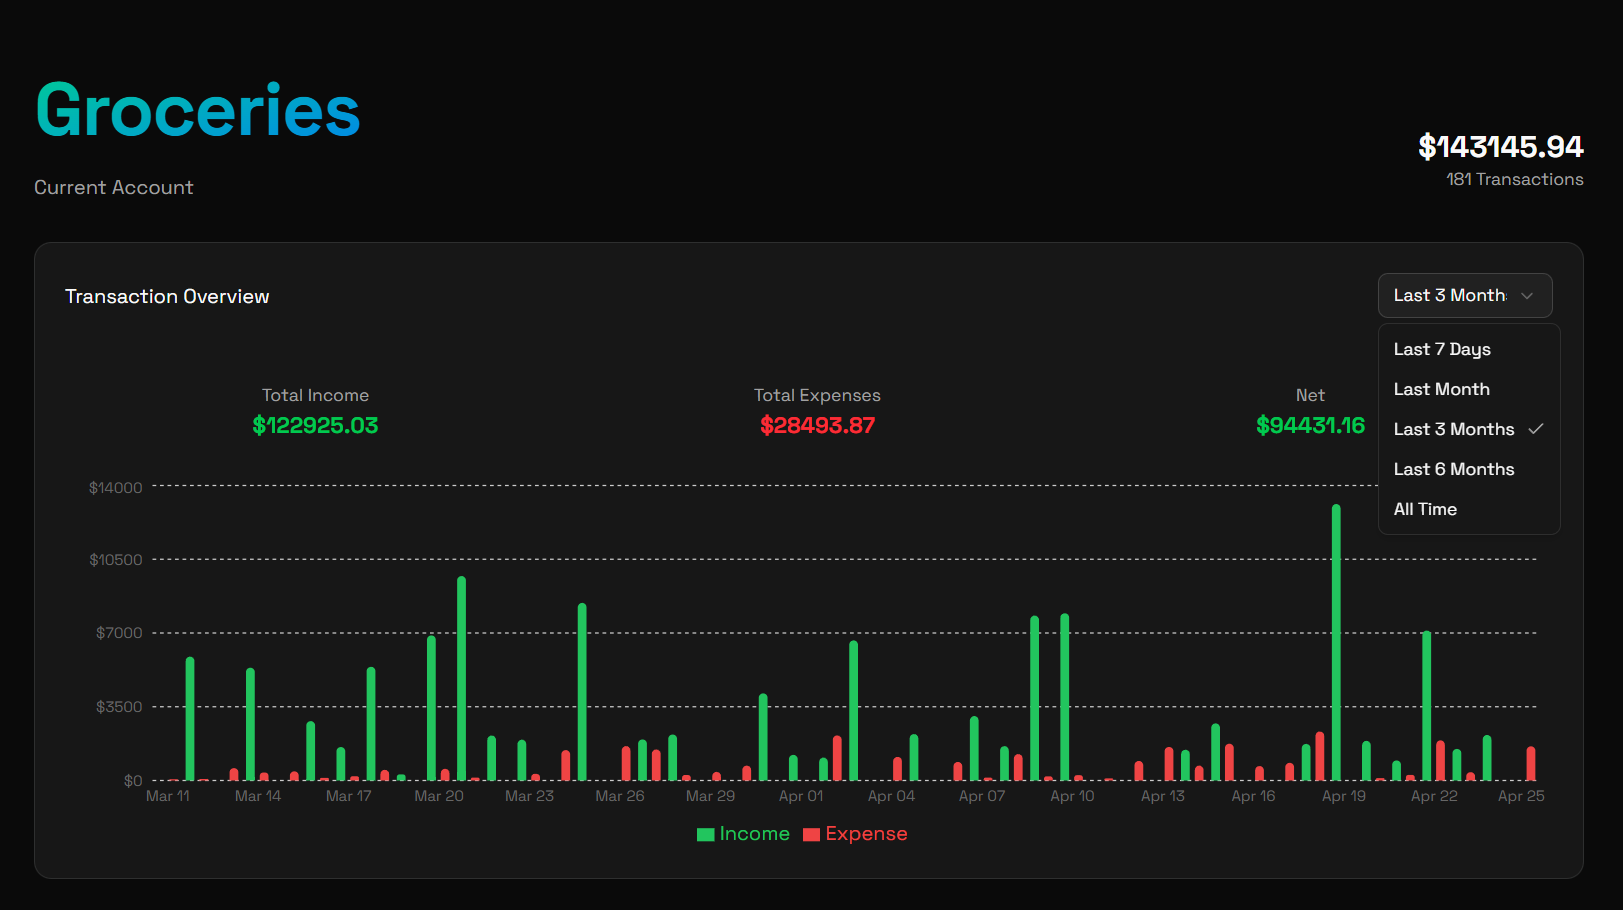 Groceries
Current Account
$143145.94
181 Transactions
Transaction Overview
Last 3 Month
Last 7 Days
Last Month
Last 3 Months
Last 6 Months
All Time
Total Income
$122925.03
Total Expenses
$28493.87
Net
$94431.16
$14000
$10500
$7000
$3500
$0
Mar 11 Mar 14 Mar 17 Mar 20 Mar 23 Mar 26 Mar 29 Apr 01 Apr 04 Apr 07 Apr 10 Apr 13 Apr 16 Apr 19 Apr 22 Apr 25
Income Expense